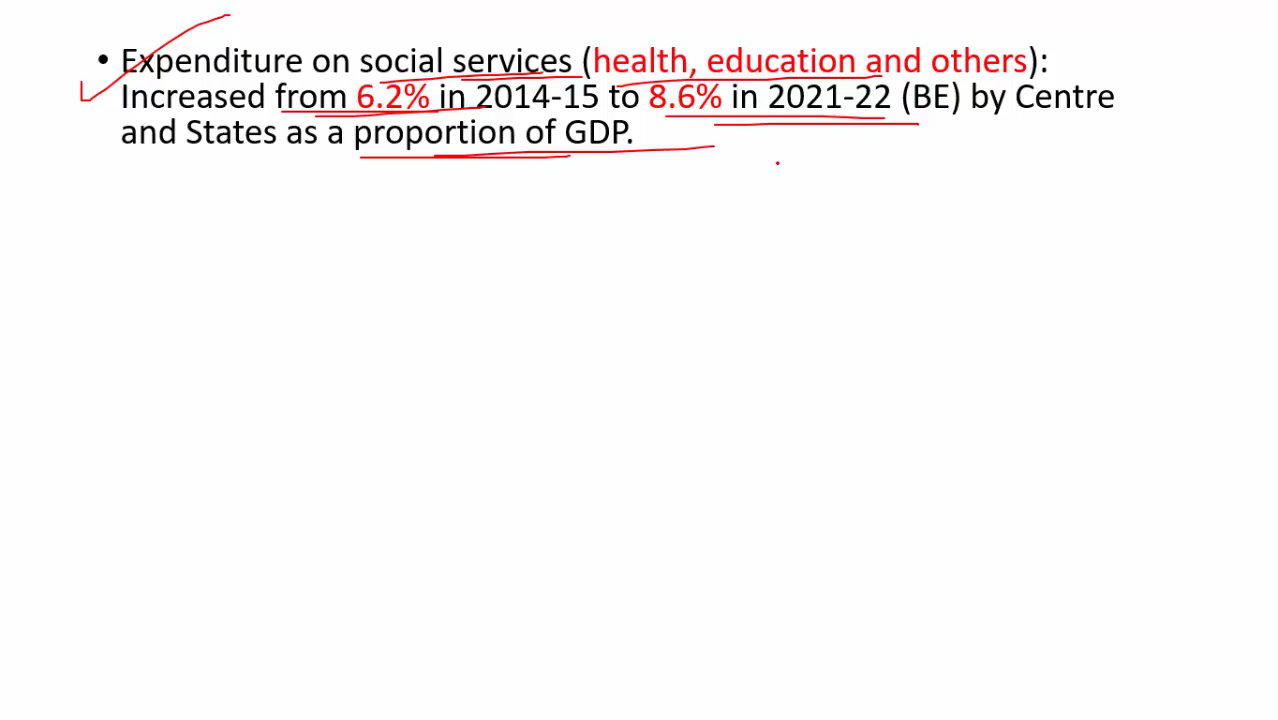 • Expenditure on social services (health, education and others):
Increased from 6.2% in 2014-15 to 8.6% in 2021-22 (BE) by Centre
and States as a proportion of GDP.